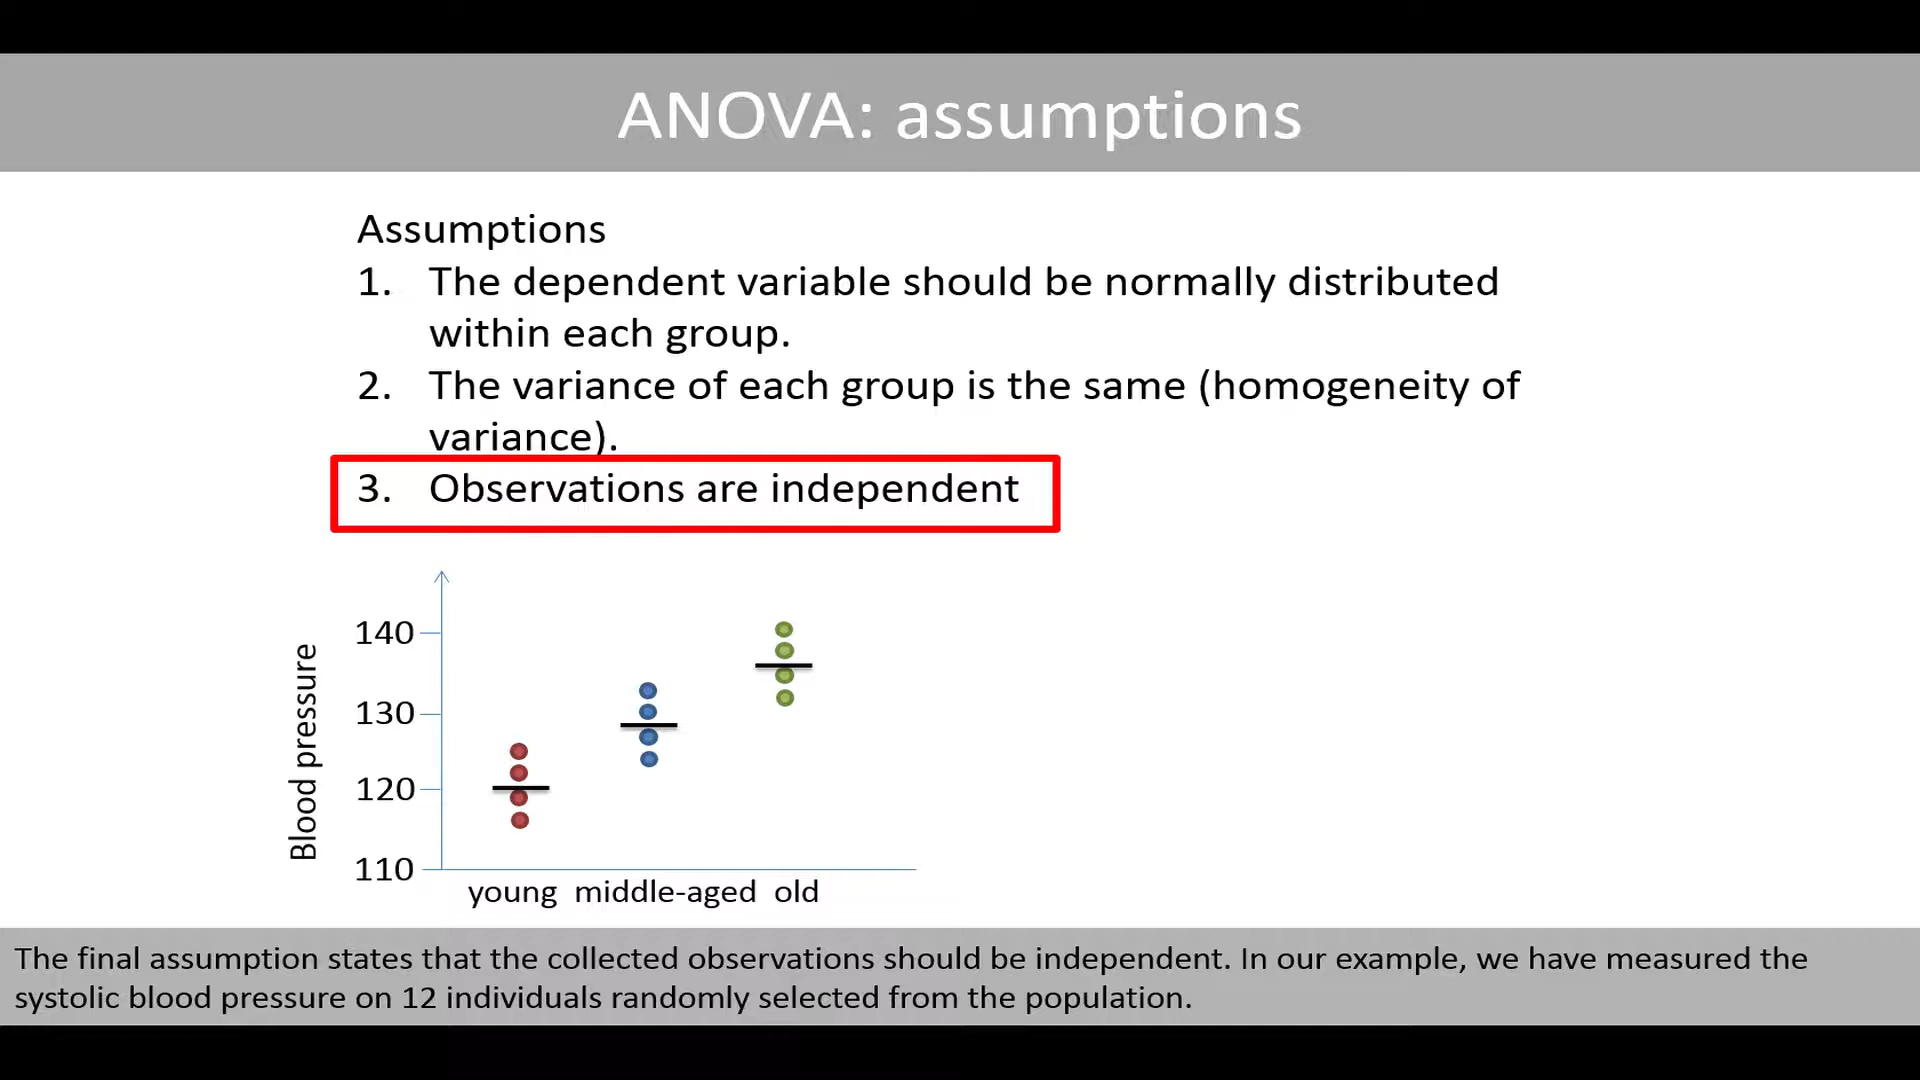 ANOVA: assumptions
Assumptions
1. The dependent variable should be normally distributed
within each group.
2. The variance of each group is the same (homogeneity of
variance).
3. Observations are independent
Blood pressure
140
130
120
110
young middle-aged old
The final assumption states that the collected observations should be independent. In our example, we have measured the
systolic blood pressure on 12 individuals randomly selected from the population.